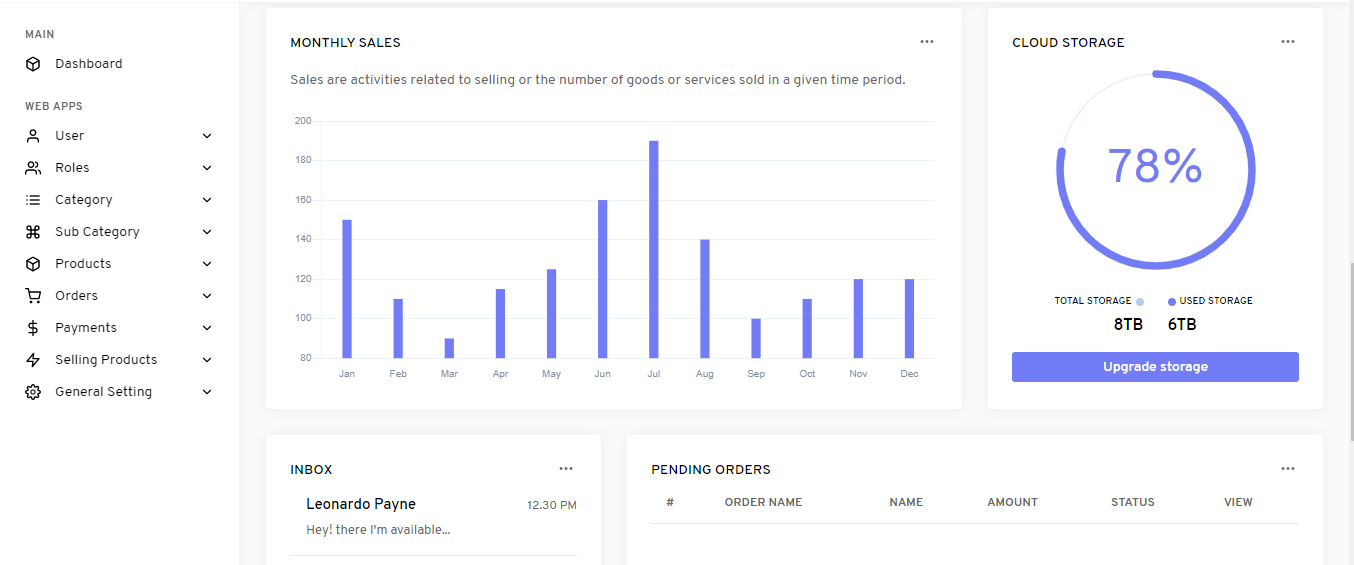 MAIN
Dashboard
WEB APPS
User
Roles
Category
Sub Category
Products
Orders
Payments
Selling Products
General Setting
MONTHLY SALES
Sales are activities related to selling or the number of goods or services sold in a given time period.
200
180
160
140
120
100
80
Jan Feb Mar Apr May Jun Jul Aug Sep Oct Nov Dec
CLOUD STORAGE
78%
TOTAL STORAGE USED STORAGE
8TB 6TB
Upgrade storage
INBOX
Leonardo Payne 12.30 PM
Hey! there I'm available...
PENDING ORDERS
# ORDER NAME NAME AMOUNT STATUS VIEW